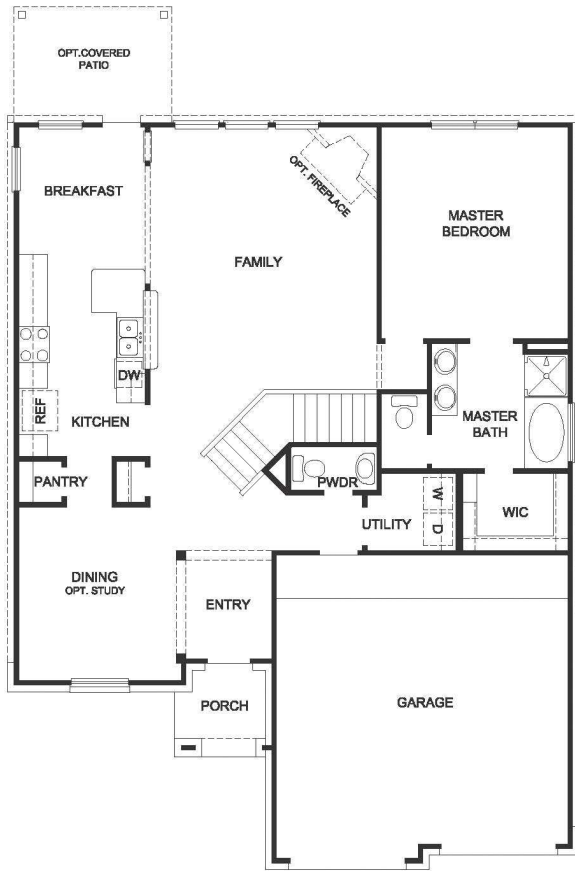 OPT.COVERED
PATIO
BREAKFAST
OPT. FIREPLACE
MASTER
BEDROOM
FAMILY
DW
REF
KITCHEN
MASTER
BATH
PANTRY
PWDR
W
D
WIC
UTILITY
DINING
OPT. STUDY
ENTRY
PORCH
GARAGE